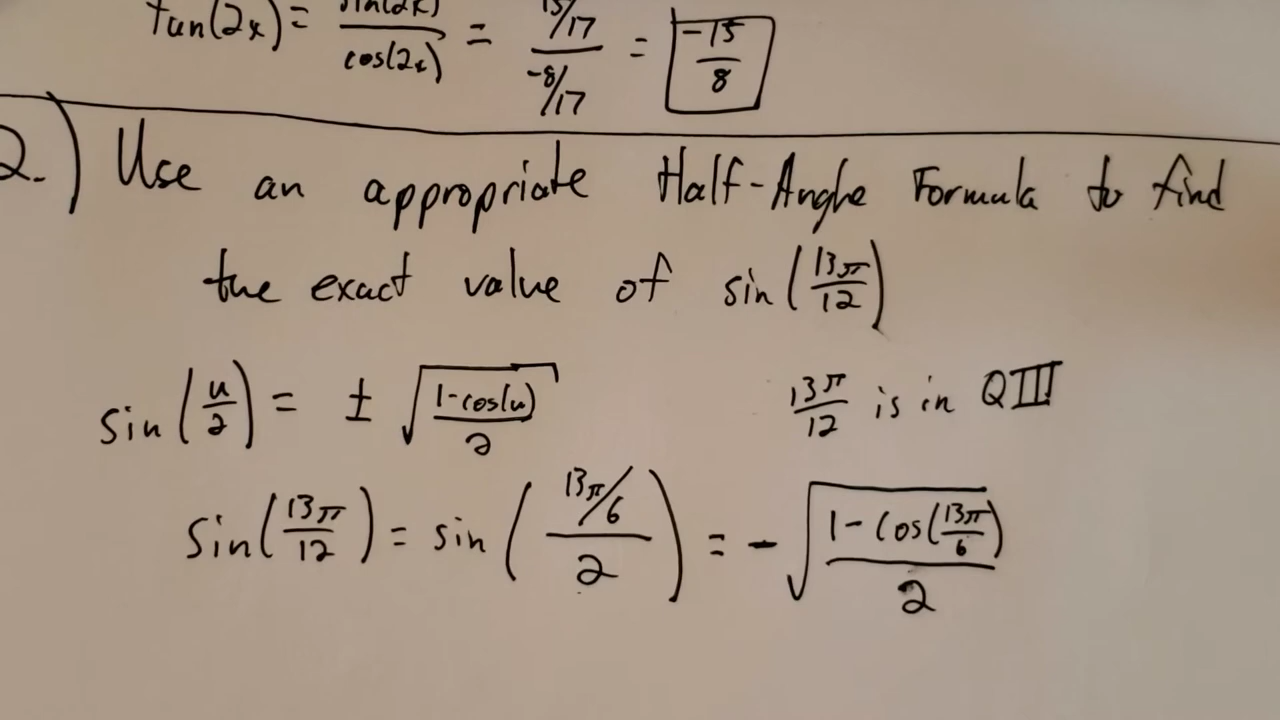 tan(2x) = sin(2x)/cos(2x) = (15/17)/(-8/17) = -15/8
2.) Use an appropriate Half-Angle Formula to find
the exact value of sin(13π/12)
sin(u/2) = ± √((1-cos(u))/2) 13π/12 is in QIII
sin(13π/12) = sin((13π/6)/2) = -√((1-cos(13π/6))/2)